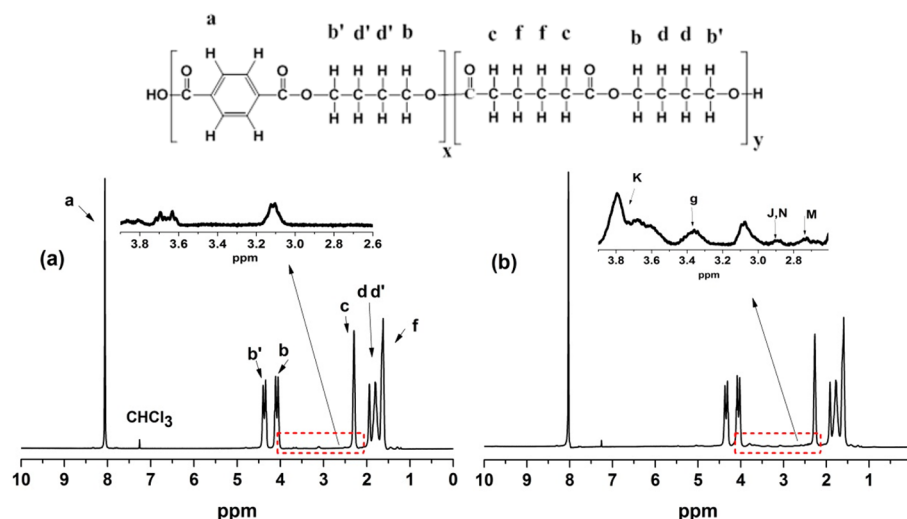 a
b' d' d' b
c f f c
b d d b'
O O O O
H H H H H H
H H H H H H H H
HO C C O C C C C O C C C C C C O C C C C O H
H H H H H H
H H H H H H H H
x y
a
3.8 3.6 3.4 3.2 3.0 2.8 2.6
ppm
(a)
CHCl3
b' b
c
d d'
f
10 9 8 7 6 5 4 3 2 1 0
ppm
K
g
J,N
M
3.8 3.6 3.4 3.2 3.0 2.8
ppm
(b)
10 9 8 7 6 5 4 3 2 1 0
ppm